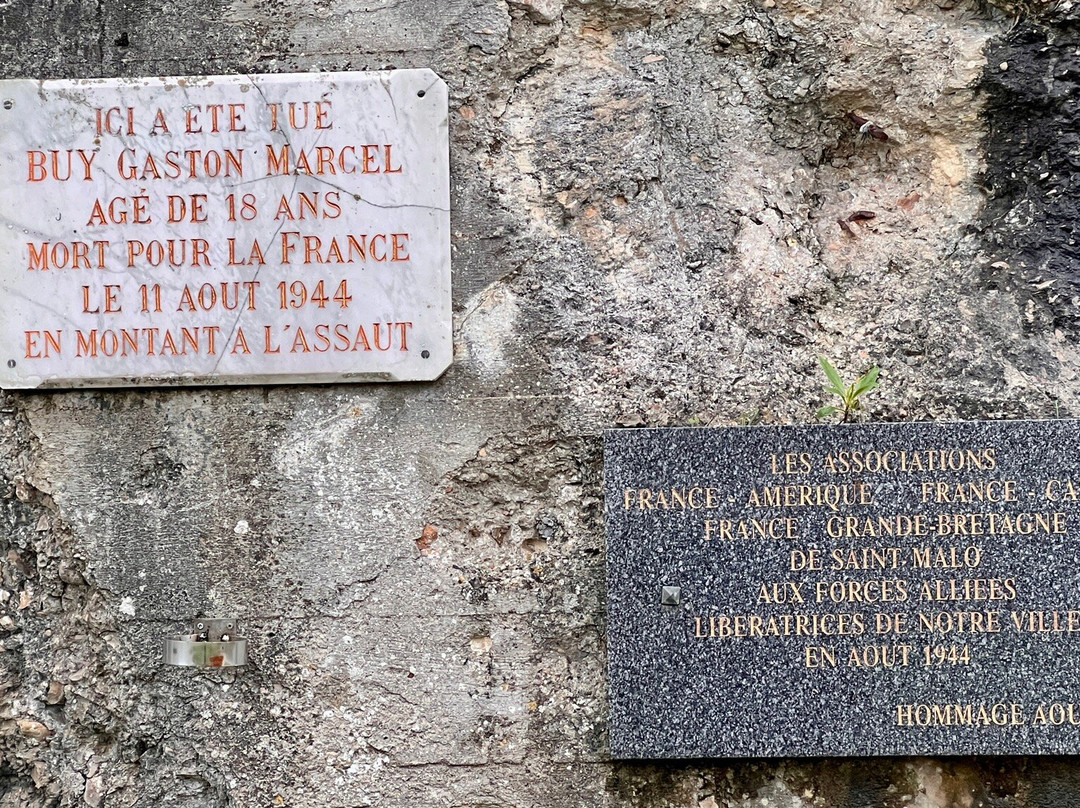 ICI A ETE TUÉ
BUY GASTON MARCEL
AGÉ DE 18 ANS
MORT POUR LA FRANCE
LE 11 AOUT 1944
EN MONTANT A L'ASSAUT
LES ASSOCIATIONS
FRANCE - AMERIQUE FRANCE -
FRANCE GRANDE-BRETAGNE
DE SAINT MALO
AUX FORCES ALLIEES
LIBERATRICES DE NOTRE VILLE
EN AOUT 1944
HOMMAGE